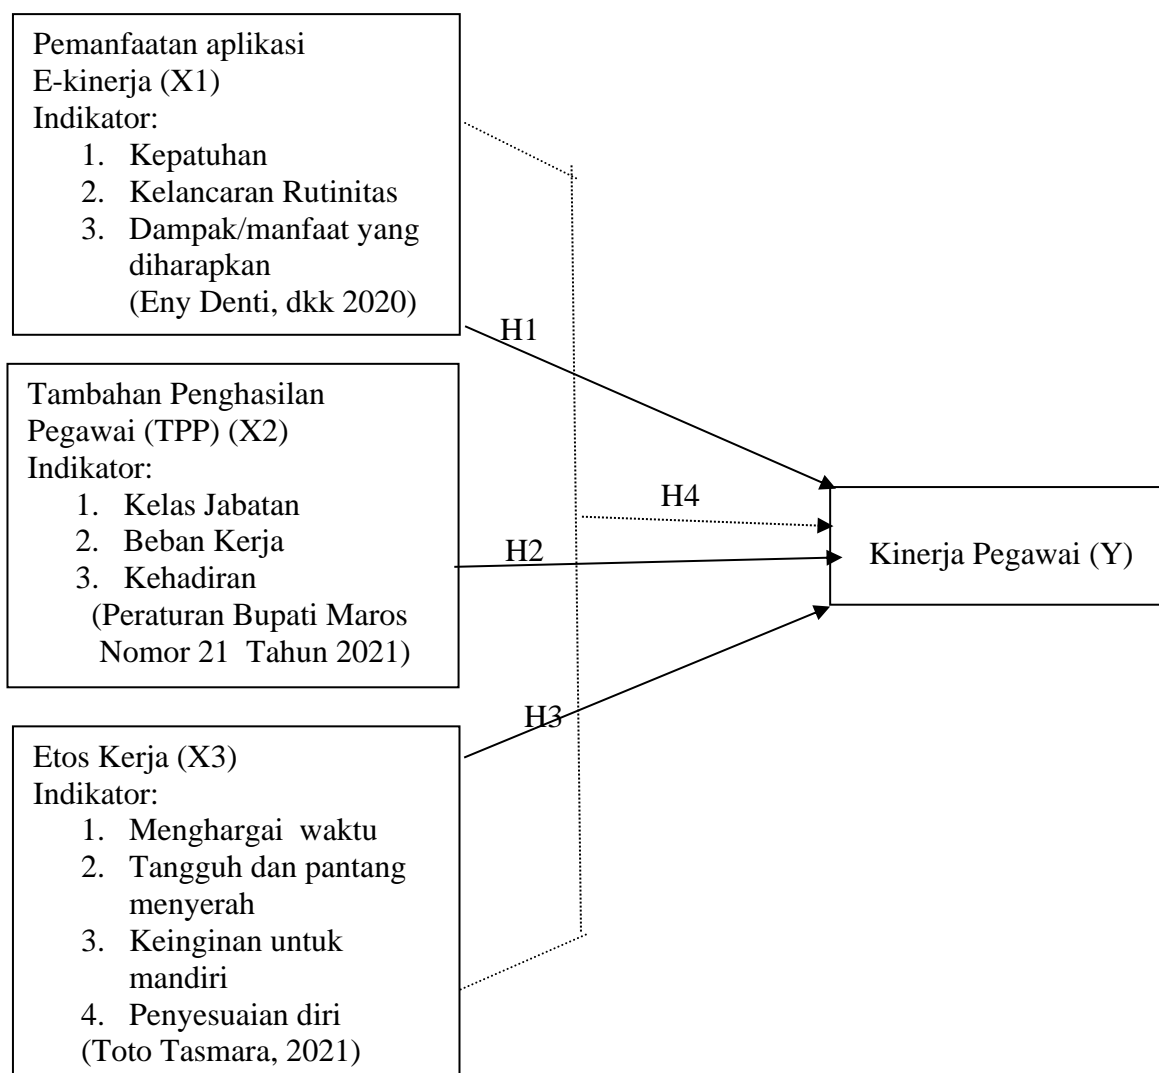 Pemanfaatan aplikasi
E-kinerja (X1)
Indikator:
1. Kepatuhan
2. Kelancaran Rutinitas
3. Dampak/manfaat yang
diharapkan
(Eny Denti, dkk 2020)
H1
Tambahan Penghasilan
Pegawai (TPP) (X2)
Indikator:
1. Kelas Jabatan
2. Beban Kerja
3. Kehadiran
(Peraturan Bupati Maros
Nomor 21 Tahun 2021)
H4
H2
Kinerja Pegawai (Y)
H3
Etos Kerja (X3)
Indikator:
1. Menghargai waktu
2. Tangguh dan pantang
menyerah
3. Keinginan untuk
mandiri
4. Penyesuaian diri
(Toto Tasmara, 2021)